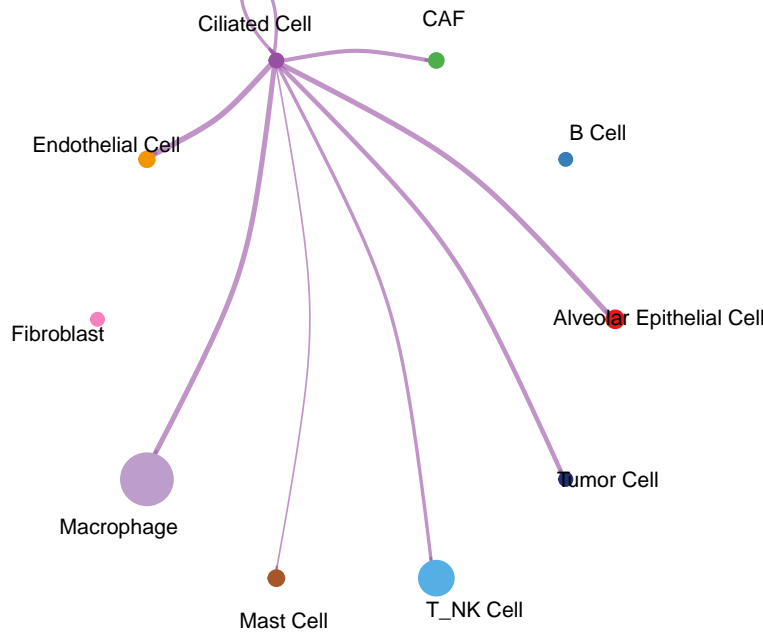 CAF
Ciliated Cell
B Cell
Endothelial Cell
Alveolar Epithelial Cell
Fibroblast
Tumor Cell
Macrophage
T_NK Cell
Mast Cell